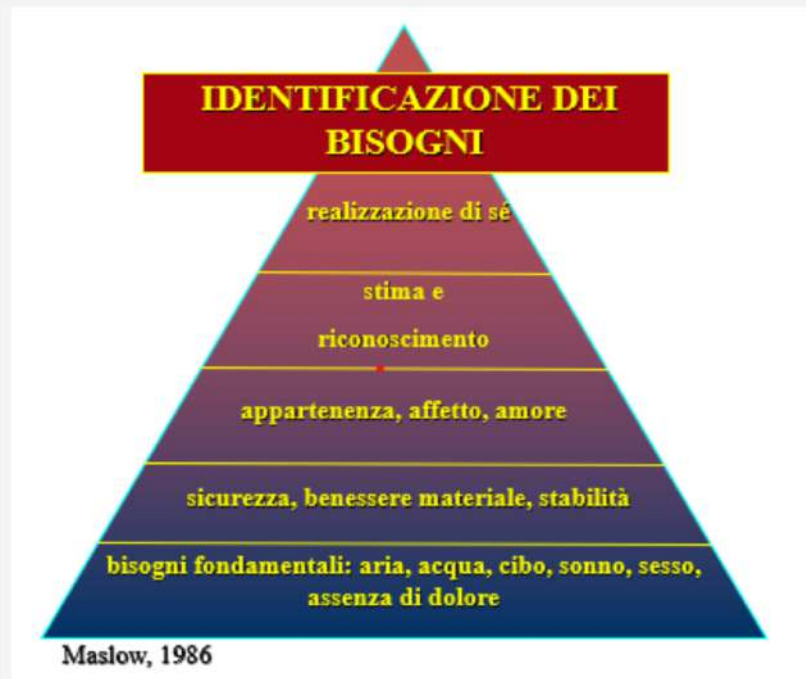 IDENTIFICAZIONE DEI
BISOGNI
realizzazione di sé
stima e
riconoscimento
appartenenza, affetto, amore
sicurezza, benessere materiale, stabilità
bisogni fondamentali: aria, acqua, cibo, sonno, sesso,
assenza di dolore
Maslow, 1986